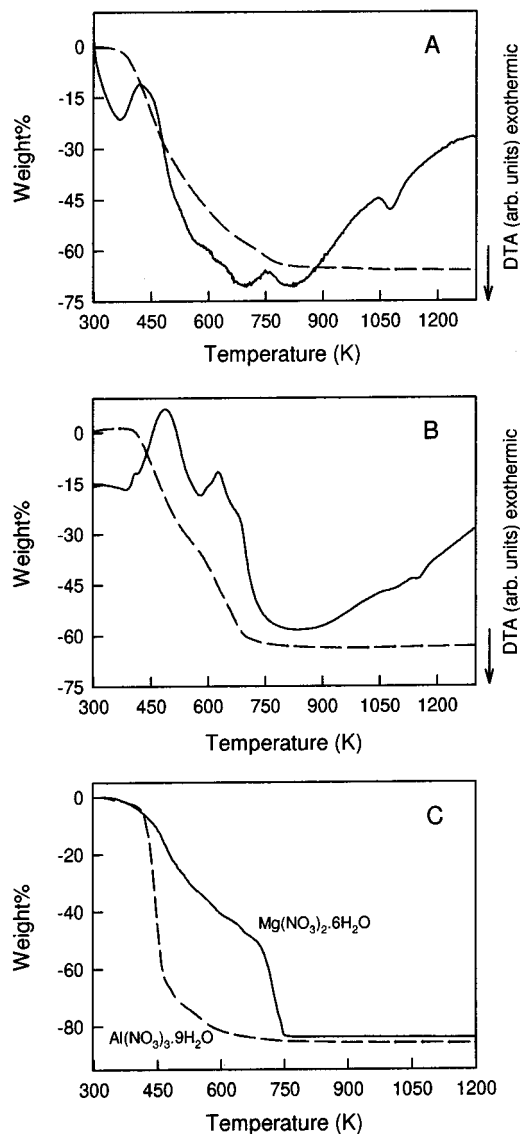 A
0
-15
-30
-45
-60
-75
Weight%
300 450 600 750 900 1050 1200
Temperature (K)
DTA (arb. units) exothermic
B
0
-15
-30
-45
-60
-75
Weight%
300 450 600 750 900 1050 1200
Temperature (K)
DTA (arb. units) exothermic
C
0
-20
-40
-60
-80
Weight%
Mg(NO₃)₂.6H₂O
Al(NO₃)₃.9H₂O
300 450 600 750 900 1050 1200
Temperature (K)